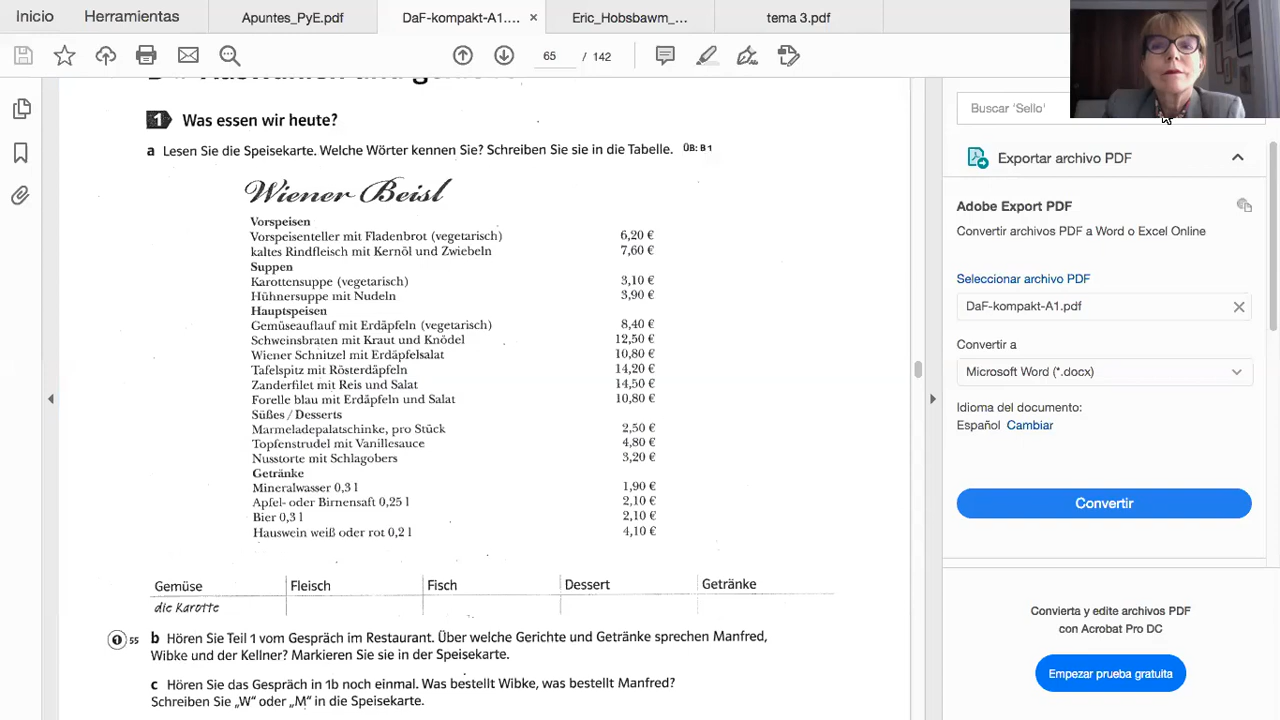 Inicio Herramientas Apuntes_PyE.pdf DaF-kompakt-A1.... × Eric_Hobsbawm_... tema 3.pdf
65 / 142
Buscar 'Sello'
1 Was essen wir heute?
a Lesen Sie die Speisekarte. Welche Wörter kennen Sie? Schreiben Sie sie in die Tabelle. ÜB: B 1
Wiener Beisl
Vorspeisen
Vorspeisenteller mit Fladenbrot (vegetarisch) 6,20 €
kaltes Rindfleisch mit Kernöl und Zwiebeln 7,60 €
Suppen
Karottensuppe (vegetarisch) 3,10 €
Hühnersuppe mit Nudeln 3,90 €
Hauptspeisen
Gemüseauflauf mit Erdäpfeln (vegetarisch) 8,40 €
Schweinsbraten mit Kraut und Knödel 12,50 €
Wiener Schnitzel mit Erdäpfelsalat 10,80 €
Tafelspitz mit Rösterdäpfeln 14,20 €
Zanderfilet mit Reis und Salat 14,50 €
Forelle blau mit Erdäpfeln und Salat 10,80 €
Süßes / Desserts
Marmeladepalatschinke, pro Stück 2,50 €
Topfenstrudel mit Vanillesauce 4,80 €
Nusstorte mit Schlagobers 3,20 €
Getränke
Mineralwasser 0,3 l 1,90 €
Apfel- oder Birnensaft 0,25 l 2,10 €
Bier 0,3 l 2,10 €
Hauswein weiß oder rot 0,2 l 4,10 €
Gemüse Fleisch Fisch Dessert Getränke
die Karotte
1 55 b Hören Sie Teil 1 vom Gespräch im Restaurant. Über welche Gerichte und Getränke sprechen Manfred,
Wibke und der Kellner? Markieren Sie sie in der Speisekarte.
c Hören Sie das Gespräch in 1b noch einmal. Was bestellt Wibke, was bestellt Manfred?
Schreiben Sie „W" oder „M" in die Speisekarte.
Exportar archivo PDF
Adobe Export PDF
Convertir archivos PDF a Word o Excel Online
Seleccionar archivo PDF
DaF-kompakt-A1.pdf
Convertir a
Microsoft Word (*.docx)
Idioma del documento:
Español Cambiar
Convertir
Convierta y edite archivos PDF
con Acrobat Pro DC
Empezar prueba gratuita